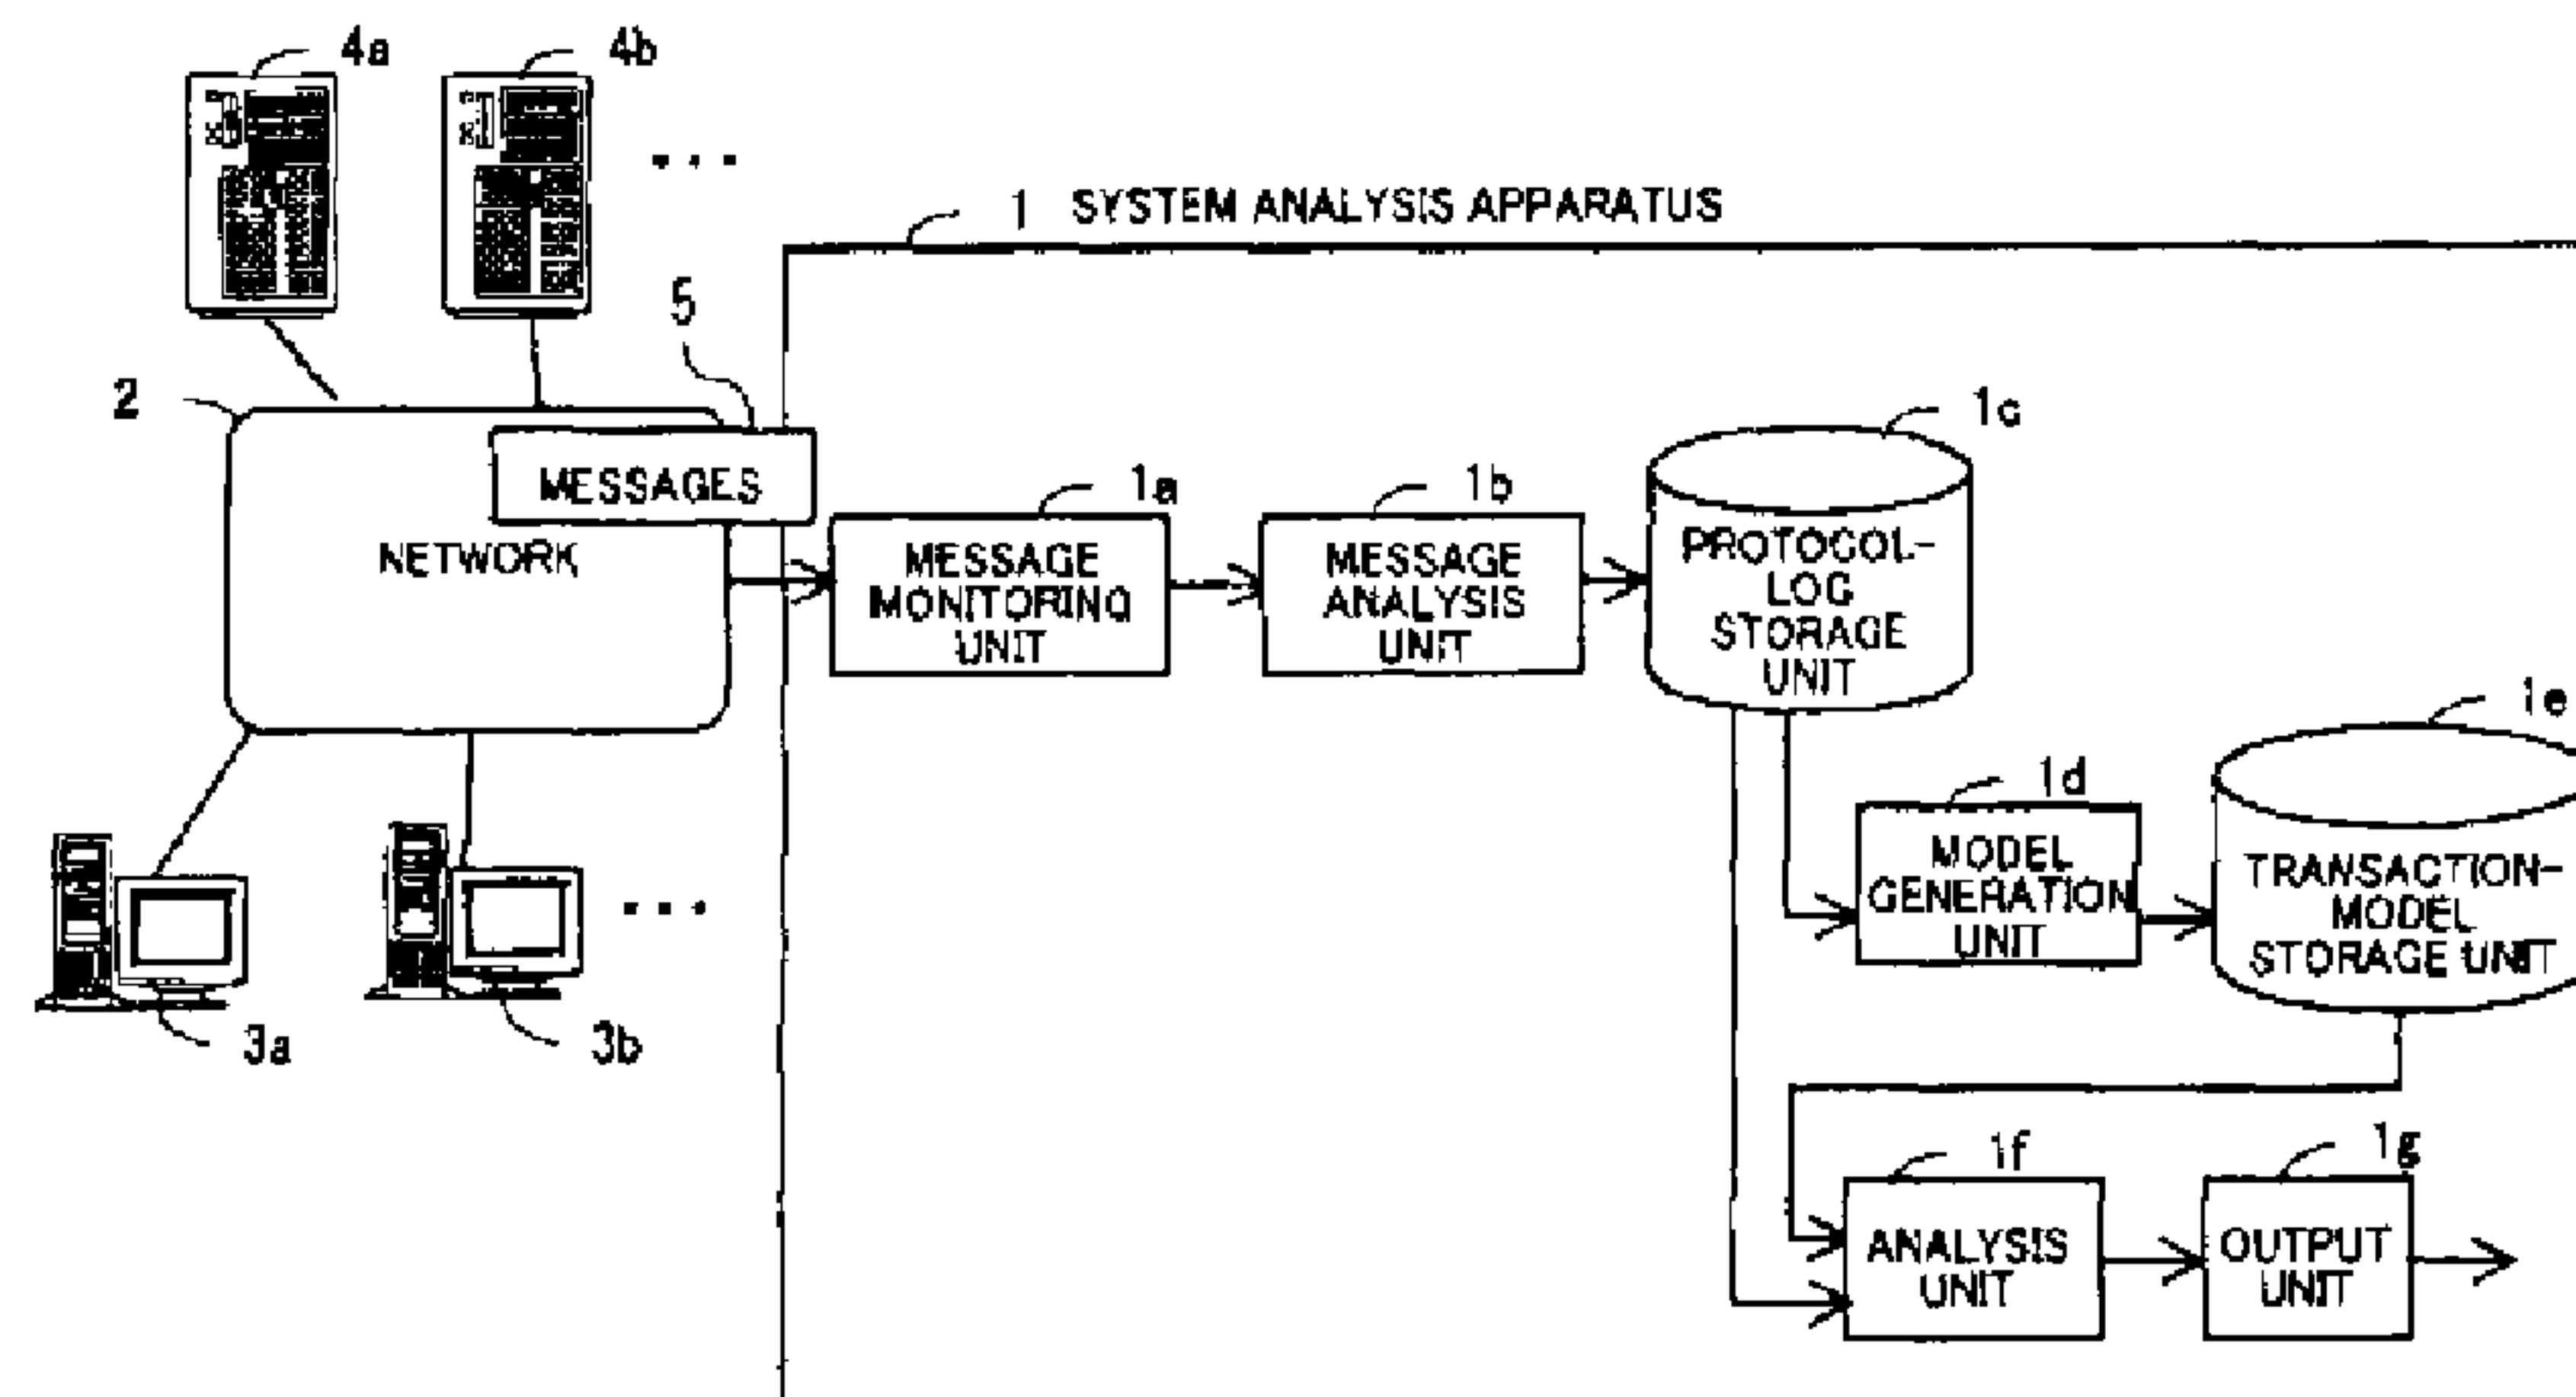 4a
4b
1 SYSTEM ANALYSIS APPARATUS
5
2
1c
MESSAGES
1a
1b
NETWORK
MESSAGE
MONITORING
UNIT
MESSAGE
ANALYSIS
UNIT
PROTOCOL-
LOG
STORAGE
UNIT
1e
1d
MODEL
GENERATION
UNIT
TRANSACTION-
MODEL
STORAGE UNIT
3a
3b
1f
1g
ANALYSIS
UNIT
OUTPUT
UNIT